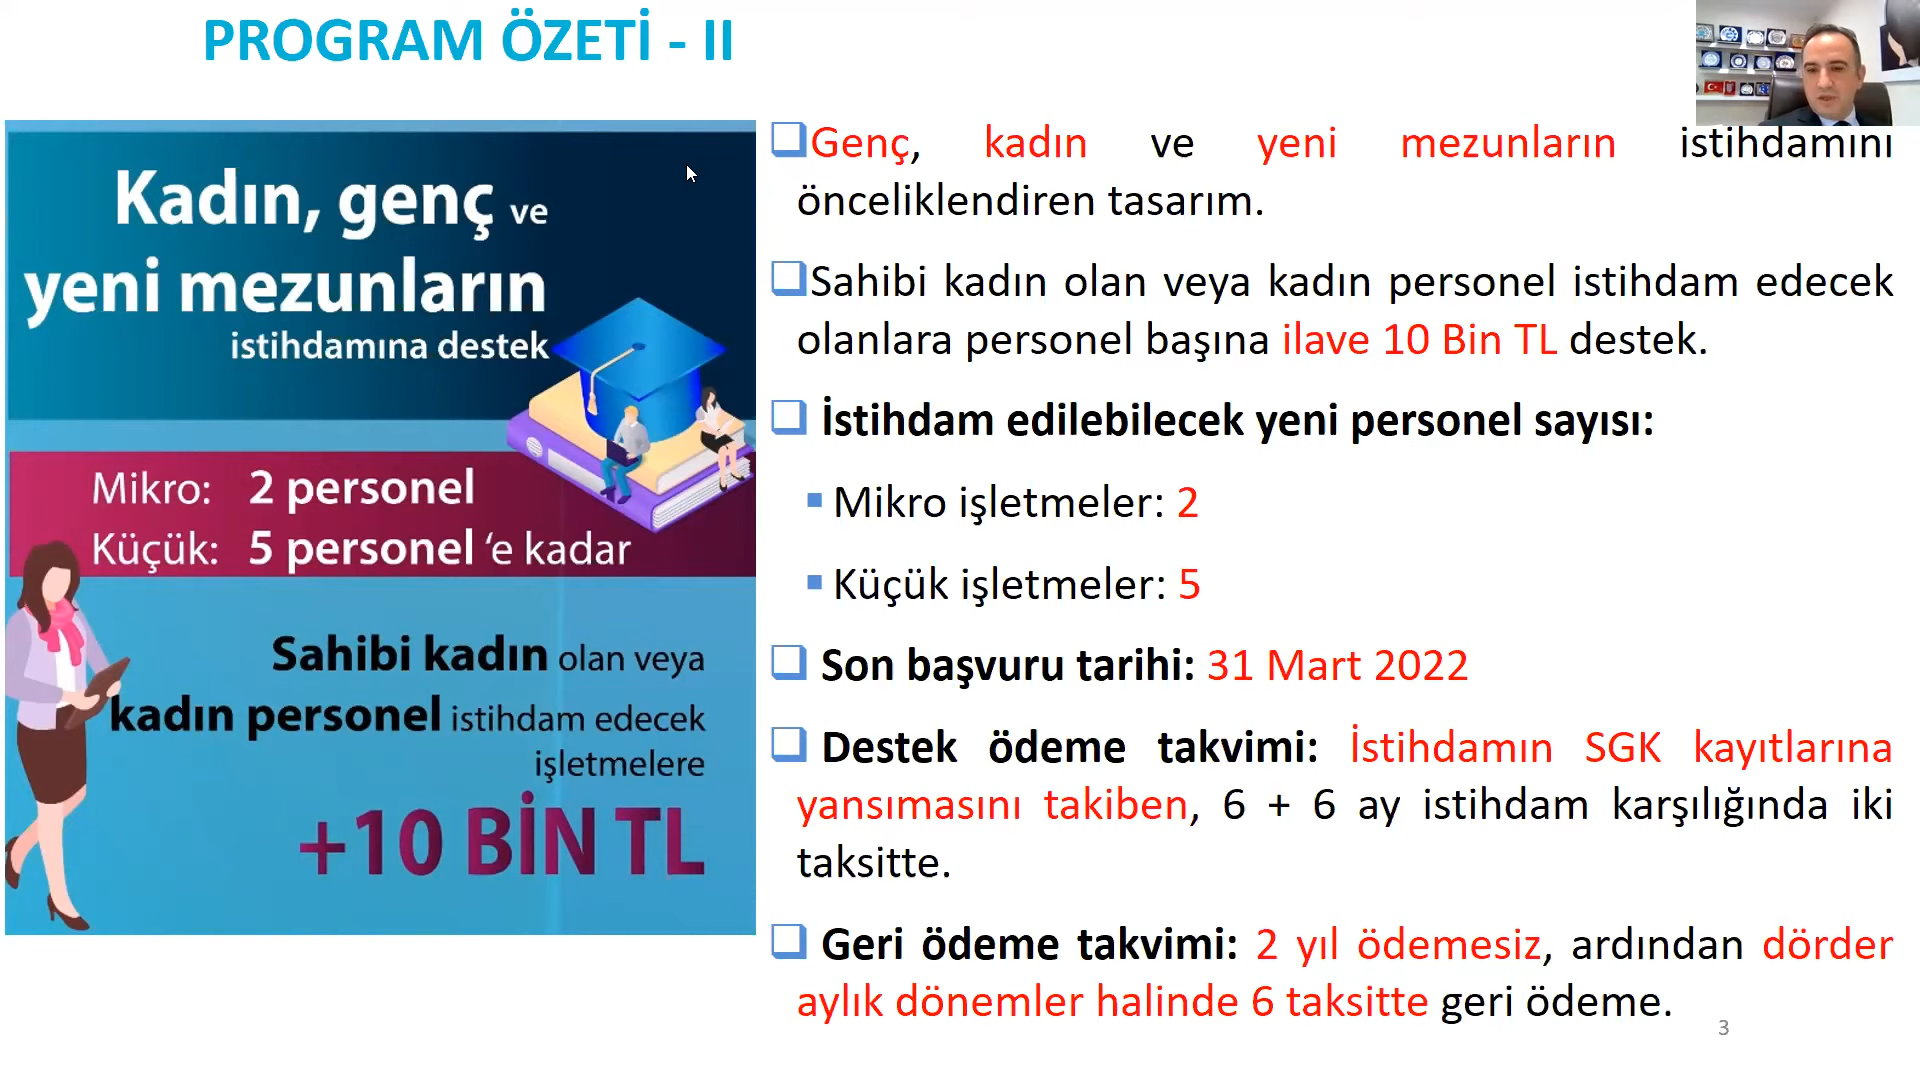 PROGRAM ÖZETİ - II
Kadın, genç ve
yeni mezunların
istihdamına destek
Mikro: 2 personel
Küçük: 5 personel 'e kadar
Sahibi kadın olan veya
kadın personel istihdam edecek
işletmelere
+10 BİN TL
Genç, kadın ve yeni mezunların istihdamını
önceliklendiren tasarım.
Sahibi kadın olan veya kadın personel istihdam edecek
olanlara personel başına ilave 10 Bin TL destek.
İstihdam edilebilecek yeni personel sayısı:
Mikro işletmeler: 2
Küçük işletmeler: 5
Son başvuru tarihi: 31 Mart 2022
Destek ödeme takvimi: İstihdamın SGK kayıtlarına
yansımasını takiben, 6 + 6 ay istihdam karşılığında iki
taksitte.
Geri ödeme takvimi: 2 yıl ödemesiz, ardından dörder
aylık dönemler halinde 6 taksitte geri ödeme.
3